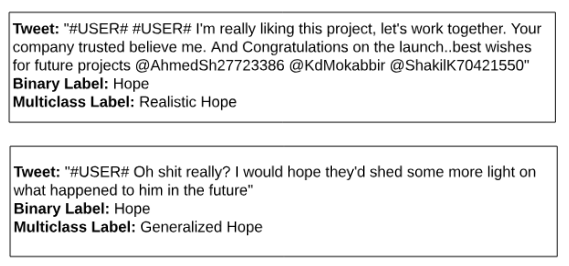 Tweet: "#USER# #USER# I'm really liking this project, let's work together. Your
company trusted believe me. And Congratulations on the launch..best wishes
for future projects @AhmedSh27723386 @KdMokabbir @ShakilK70421550"
Binary Label: Hope
Multiclass Label: Realistic Hope
Tweet: "#USER# Oh shit really? I would hope they'd shed some more light on
what happened to him in the future"
Binary Label: Hope
Multiclass Label: Generalized Hope